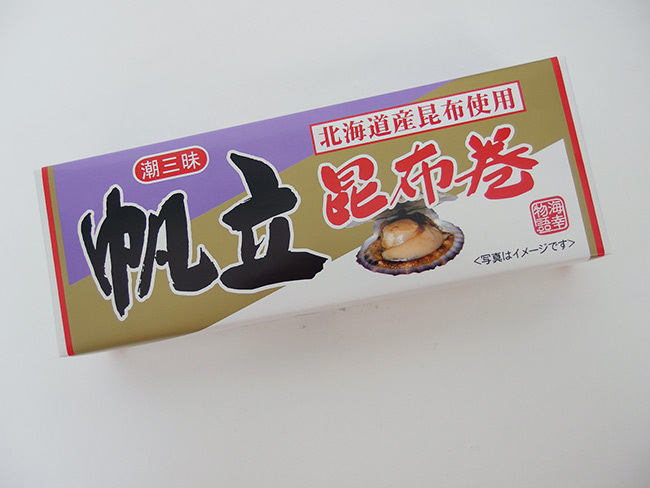 北海道産昆布使用
潮三昧
帆立
昆布巻
海幸
物語
<写真はイメージです>